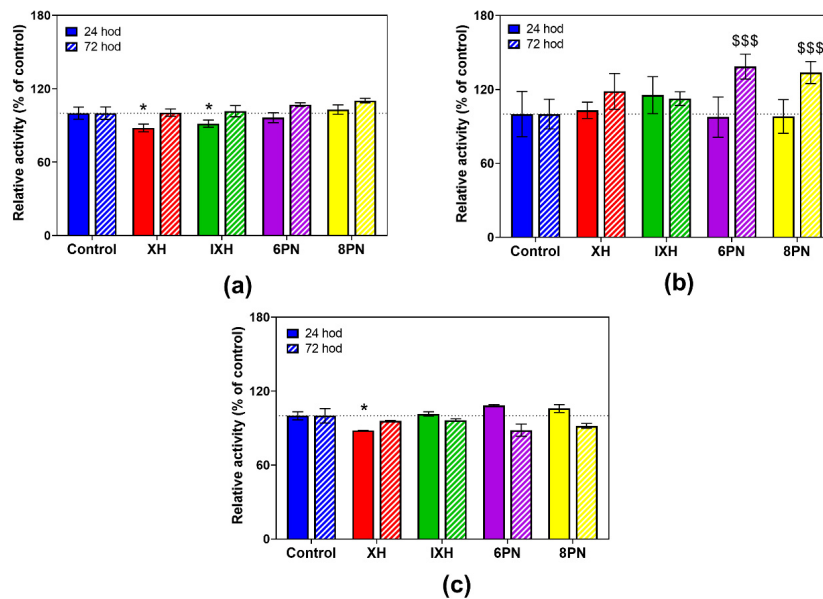 Relative activity (% of control)
180
120
60
0
24 hod
72 hod
*
*
Control XH IXH 6PN 8PN
(a)
Relative activity (% of control)
180
120
60
0
24 hod
72 hod
$$$
$$$
Control XH IXH 6PN 8PN
(b)
Relative activity (% of control)
180
120
60
0
24 hod
72 hod
*
Control XH IXH 6PN 8PN
(c)